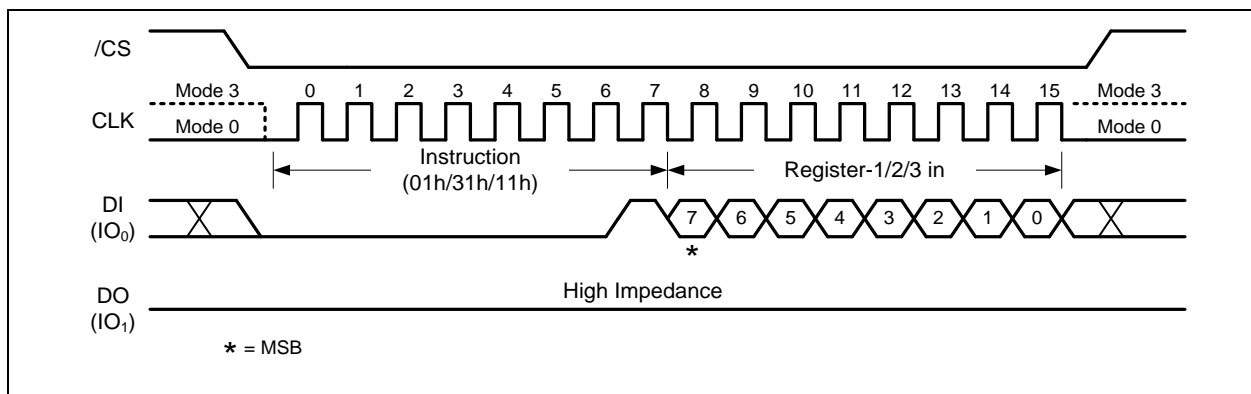 /CS
Mode 3 0 1 2 3 4 5 6 7 8 9 10 11 12 13 14 15 Mode 3
CLK
Mode 0 Mode 0
Instruction
(01h/31h/11h)
Register-1/2/3 in
DI
(IO₀)
7 6 5 4 3 2 1 0
*
DO
(IO₁)
High Impedance
* = MSB